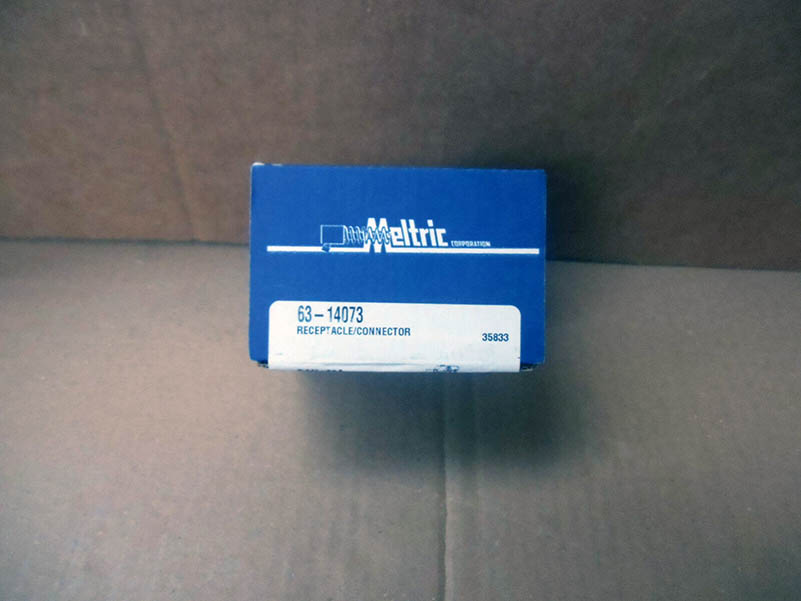 Meltric CORPORATION
63-14073
RECEPTACLE/CONNECTOR 35833